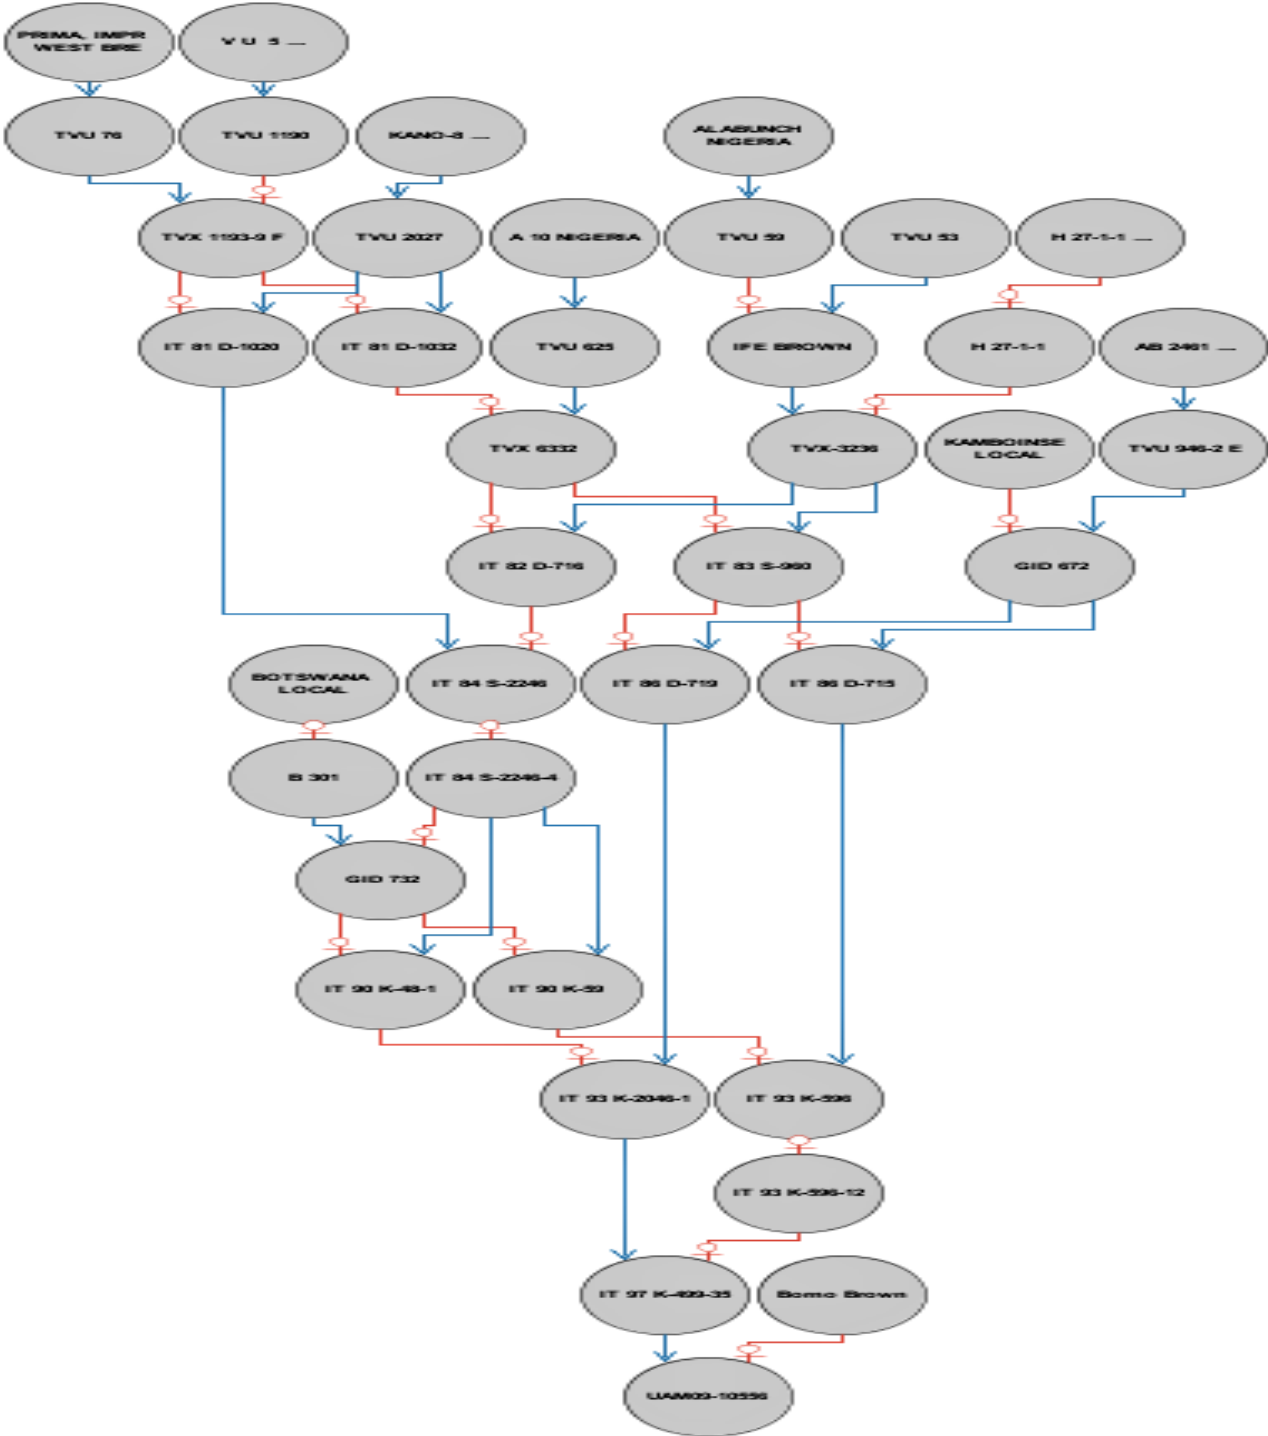 PRIMA, IMPR
WEST BRE
V U 5 ...
TVU 76
TVU 1190
KANO-8 ...
ALABUNCH
NIGERIA
TVX 1193-9 F
TVU 2027
A 10 NIGERIA
TVU 59
TVU 53
H 27-1-1 ...
IT 81 D-1020
IT 81 D-1032
TVU 625
IFE BROWN
H 27-1-1
AB 2461 ...
TVX 6332
TVX-3236
KAMBOINSE
LOCAL
TVU 946-2 E
IT 82 D-716
IT 83 S-960
GID 672
BOTSWANA
LOCAL
IT 84 S-2246
IT 86 D-719
IT 86 D-715
B 301
IT 84 S-2246-4
GID 732
IT 90 K-48-1
IT 90 K-59
IT 93 K-2046-1
IT 93 K-596
IT 93 K-596-12
IT 97 K-499-35
Borno Brown
UAM09-10556